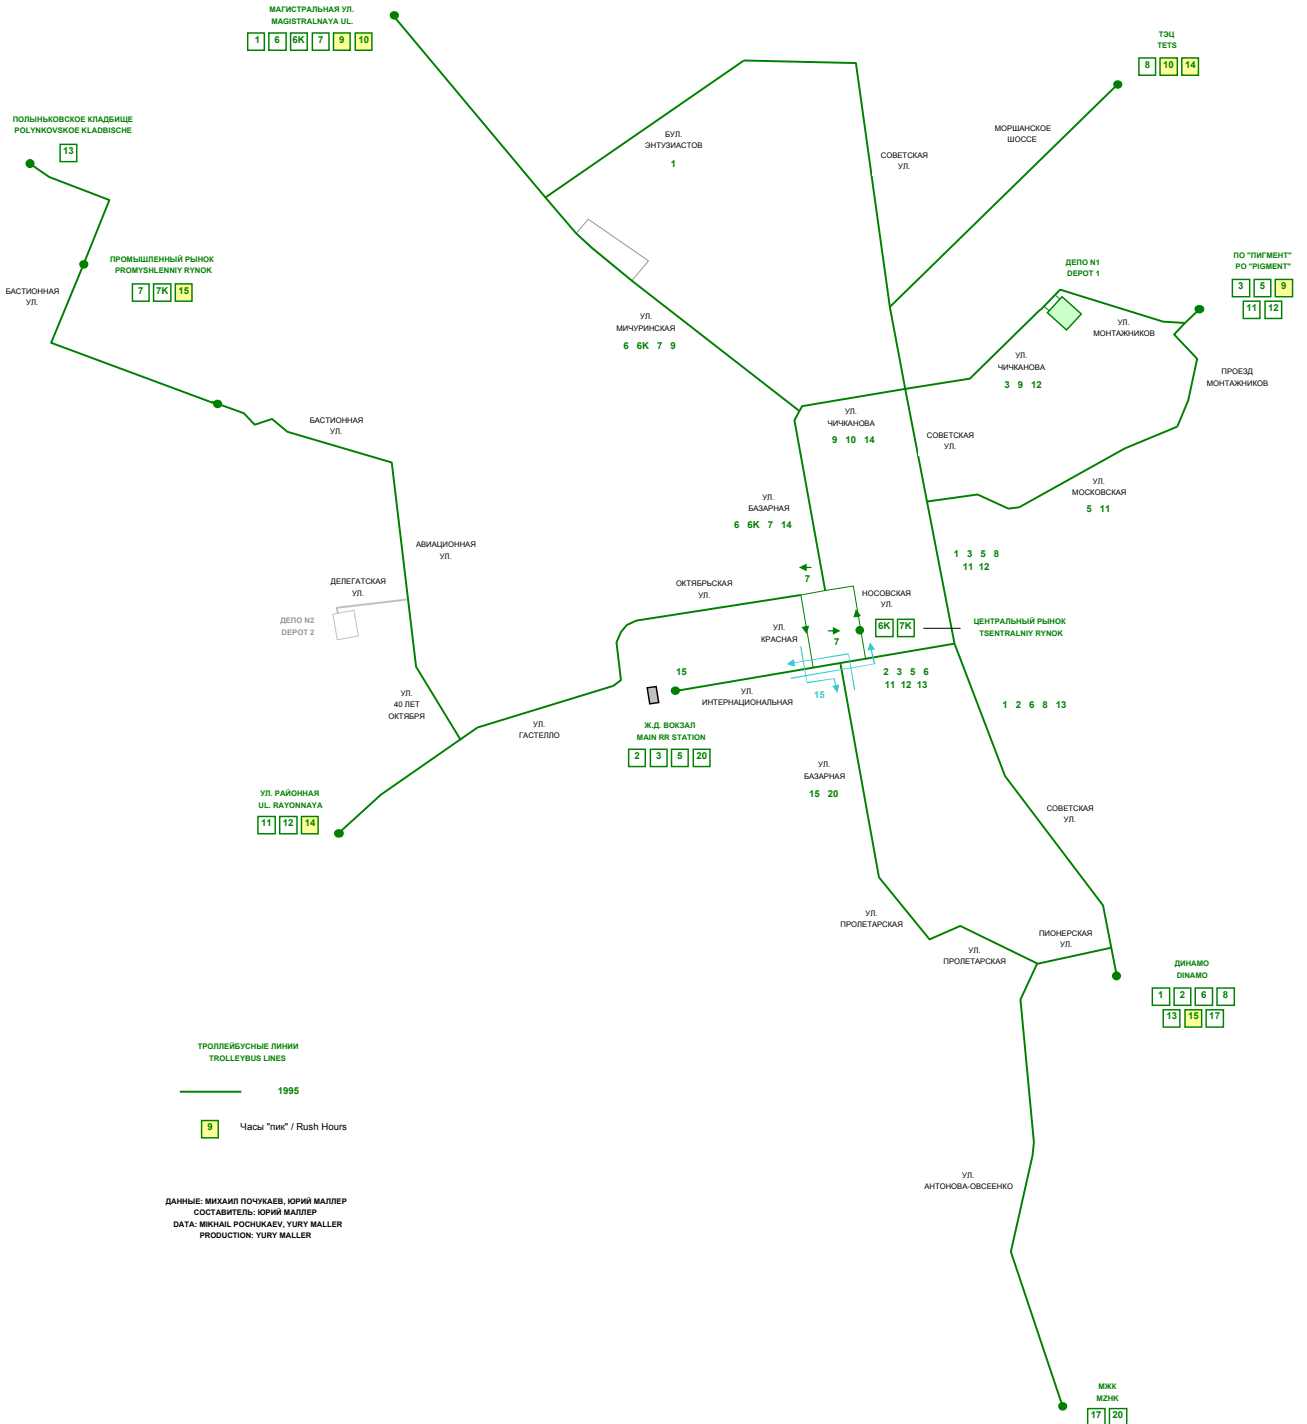 МАГИСТРАЛЬНАЯ УЛ.
MAGISTRALNAYA UL.
1 6 6K 7 9 10
ТЭЦ
TETS
8 10 14
ПОЛЫНЬКОВСКОЕ КЛАДБИЩЕ
POLYNKOVSKOE KLADBISCHE
13
БУЛ.
ЭНТУЗИАСТОВ
1
МОРШАНСКОЕ
ШОССЕ
СОВЕТСКАЯ
УЛ.
ПРОМЫШЛЕННЫЙ РЫНОК
PROMYSHLENNIY RYNOK
7 7K 15
БАСТИОННАЯ
УЛ.
ДЕПО N1
DEPOT 1
ПО "ПИГМЕНТ"
PO "PIGMENT"
3 5 9
11 12
УЛ.
МИЧУРИНСКАЯ
6 6K 7 9
УЛ.
МОНТАЖНИКОВ
УЛ.
ЧИЧКАНОВА
3 9 12
ПРОЕЗД
МОНТАЖНИКОВ
БАСТИОННАЯ
УЛ.
УЛ.
ЧИЧКАНОВА
9 10 14
СОВЕТСКАЯ
УЛ.
УЛ.
МОСКОВСКАЯ
5 11
УЛ.
БАЗАРНАЯ
6 6K 7 14
АВИАЦИОННАЯ
УЛ.
1 3 5 8
11 12
ДЕЛЕГАТСКАЯ
УЛ.
ОКТЯБРЬСКАЯ
УЛ.
7
НОСОВСКАЯ
УЛ.
ДЕПО N2
DEPOT 2
УЛ.
КРАСНАЯ
7
6K 7K
ЦЕНТРАЛЬНЫЙ РЫНОК
TSENTRALNIY RYNOK
15
2 3 5 6
11 12 13
УЛ.
ИНТЕРНАЦИОНАЛЬНАЯ
15
УЛ.
40 ЛЕТ
ОКТЯБРЯ
1 2 6 8 13
УЛ.
ГАСТЕЛЛО
Ж.Д. ВОКЗАЛ
MAIN RR STATION
2 3 5 20
УЛ.
БАЗАРНАЯ
15 20
УЛ. РАЙОННАЯ
UL. RAYONNAYA
11 12 14
СОВЕТСКАЯ
УЛ.
УЛ.
ПРОЛЕТАРСКАЯ
ПИОНЕРСКАЯ
УЛ.
УЛ.
ПРОЛЕТАРСКАЯ
ДИНАМО
DINAMO
1 2 6 8
13 15 17
ТРОЛЛЕЙБУСНЫЕ ЛИНИИ
TROLLEYBUS LINES
1995
9 Часы "пик" / Rush Hours
УЛ.
АНТОНОВА-ОВСЕЕНКО
ДАННЫЕ: МИХАИЛ ПОЧУКАЕВ, ЮРИЙ МАЛЛЕР
СОСТАВИТЕЛЬ: ЮРИЙ МАЛЛЕР
DATA: MIKHAIL POCHUKAEV, YURY MALLER
PRODUCTION: YURY MALLER
МЖК
MZHK
17 20